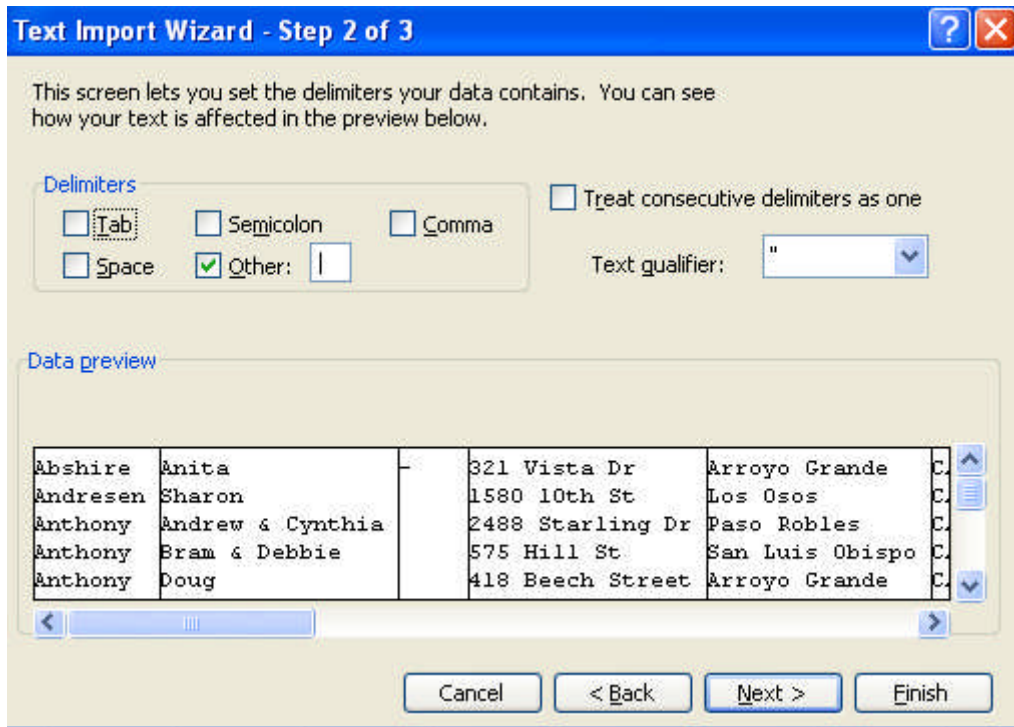 Text Import Wizard - Step 2 of 3
This screen lets you set the delimiters your data contains. You can see
how your text is affected in the preview below.
Delimiters
Tab Semicolon Comma
Space Other: |
Treat consecutive delimiters as one
Text qualifier: "
Data preview
Abshire Anita - 321 Vista Dr Arroyo Grande C
Andresen Sharon 1580 10th St Los Osos C
Anthony Andrew & Cynthia 2488 Starling Dr Paso Robles C
Anthony Bram & Debbie 575 Hill St San Luis Obispo C
Anthony Doug 418 Beech Street Arroyo Grande C
Cancel < Back Next > Finish